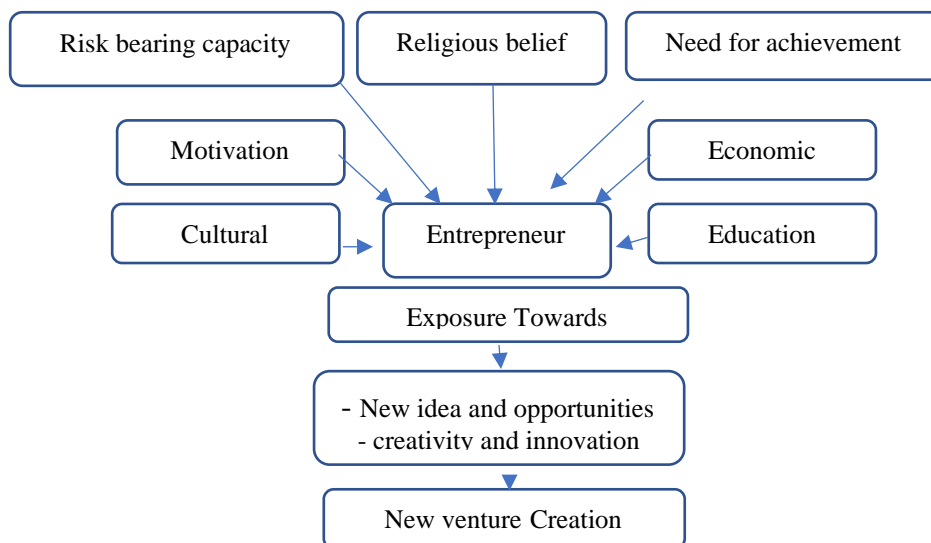 Risk bearing capacity
Religious belief
Need for achievement
Motivation
Economic
Cultural
Entrepreneur
Education
Exposure Towards
- New idea and opportunities
- creativity and innovation
New venture Creation